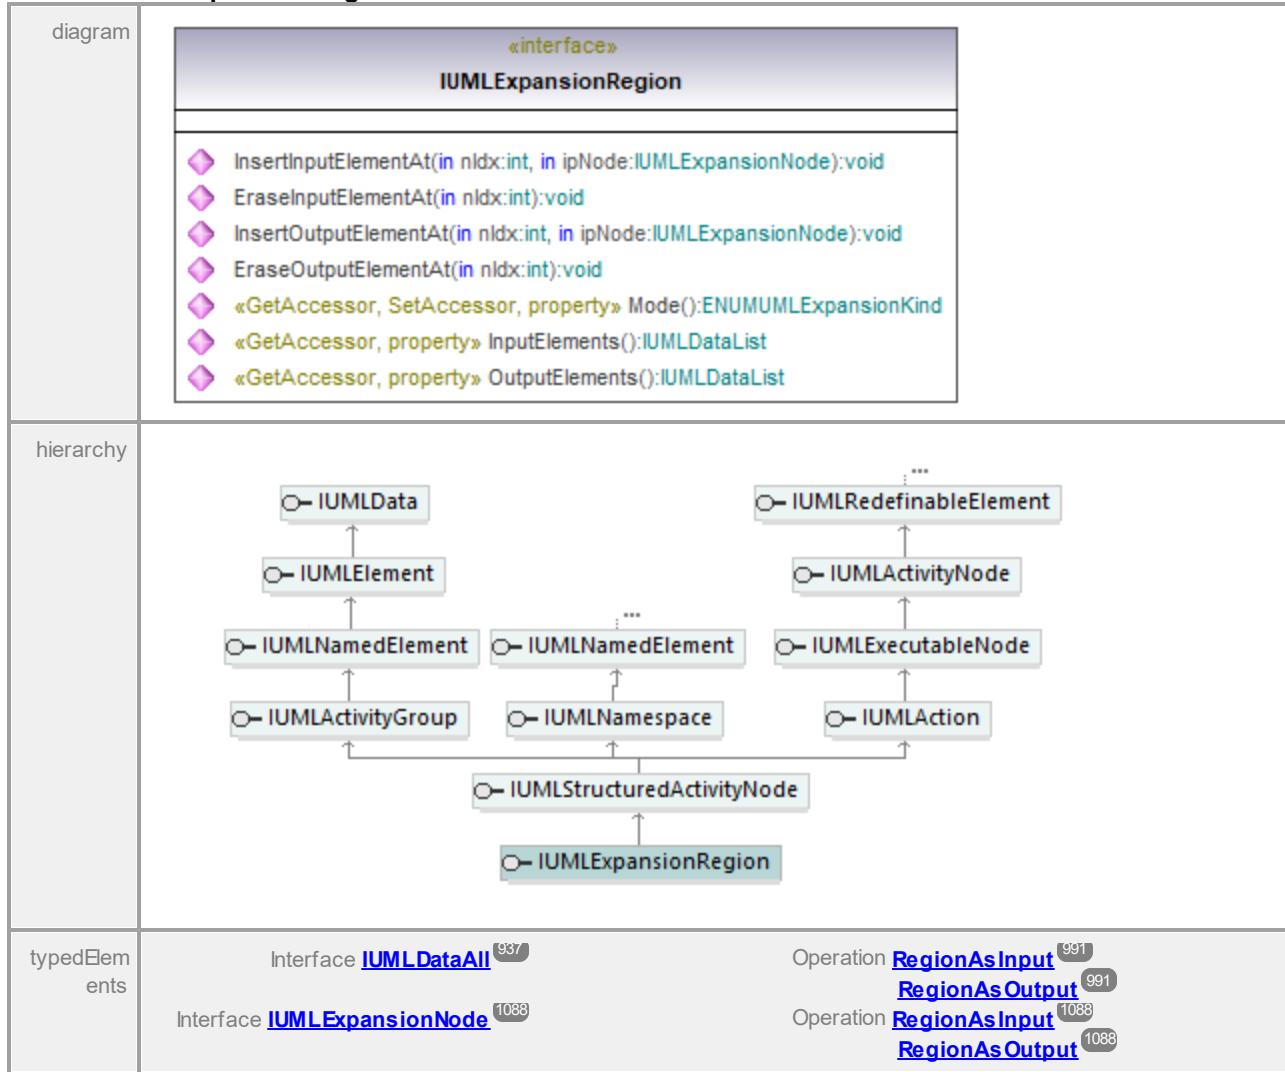 diagram
«interface»
IUMLExpansionRegion
InsertInputElementAt(in nIdx:int, in ipNode:IUMLExpansionNode):void
EraseInputElementAt(in nIdx:int):void
InsertOutputElementAt(in nIdx:int, in ipNode:IUMLExpansionNode):void
EraseOutputElementAt(in nIdx:int):void
«GetAccessor, SetAccessor, property» Mode():ENUMUMLExpansionKind
«GetAccessor, property» InputElements():IUMLDataList
«GetAccessor, property» OutputElements():IUMLDataList
hierarchy
...
IUMLData IUMLRedefinableElement
IUMLElement IUMLActivityNode
...
IUMLNamedElement IUMLNamedElement IUMLExecutableNode
IUMLActivityGroup IUMLNamespace IUMLAction
IUMLStructuredActivityNode
IUMLExpansionRegion
typedElem
ents
Interface IUMLDataAll 937 Operation RegionAsInput 991
RegionAsOutput 991
Interface IUMLExpansionNode 1088 Operation RegionAsInput 1088
RegionAsOutput 1088